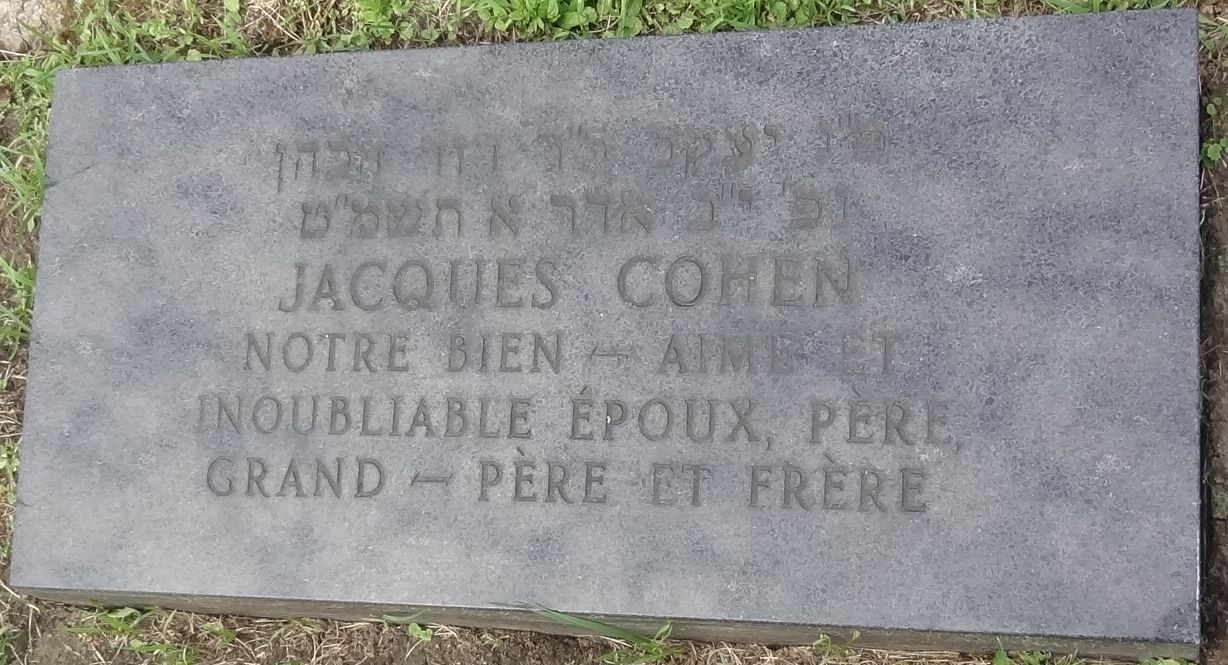 יעקב ב"ר דוד הכהן
נפ' י"ב אדר א תשמ"ט
JACQUES COHEN
NOTRE BIEN - AIME ET
INOUBLIABLE ÉPOUX, PÈRE,
GRAND - PÈRE ET FRÈRE